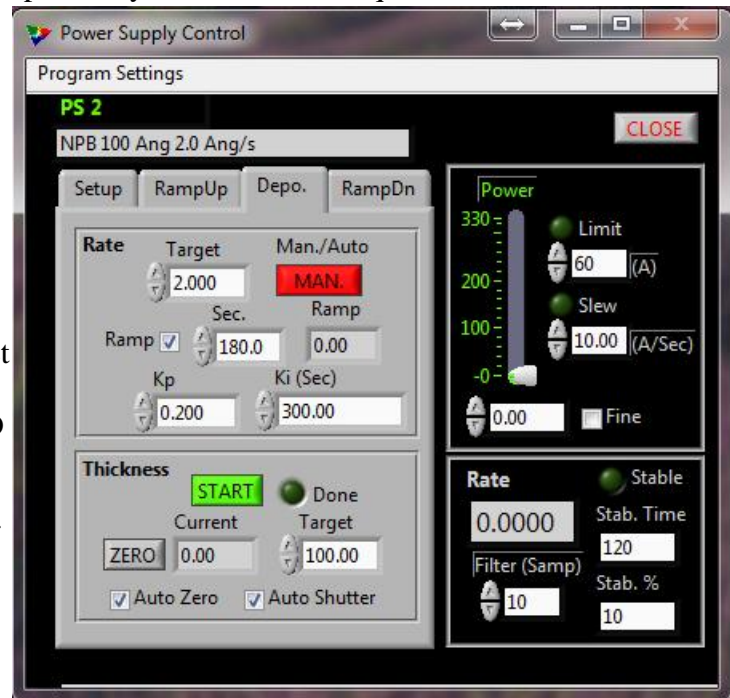 Power Supply Control
Program Settings
PS 2
CLOSE
NPB 100 Ang 2.0 Ang/s
Setup RampUp Depo. RampDn
Rate Target Man./Auto
2.000 MAN.
Sec. Ramp
Ramp 180.0 0.00
Kp Ki (Sec)
0.200 300.00
Thickness
START Done
Current Target
ZERO 0.00 100.00
Auto Zero Auto Shutter
Power
330
200
100
-0
Limit
60 (A)
Slew
10.00 (A/Sec)
0.00 Fine
Rate Stable
0.0000 Stab. Time
120
Filter (Samp)
10
Stab. %
10